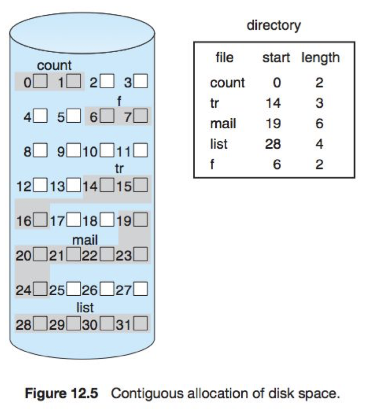 directory
file start length
count 0 2
tr 14 3
mail 19 6
list 28 4
f 6 2
count
0 1 2 3
f
4 5 6 7
8 9 10 11
tr
12 13 14 15
16 17 18 19
mail
20 21 22 23
24 25 26 27
list
28 29 30 31
Figure 12.5 Contiguous allocation of disk space.